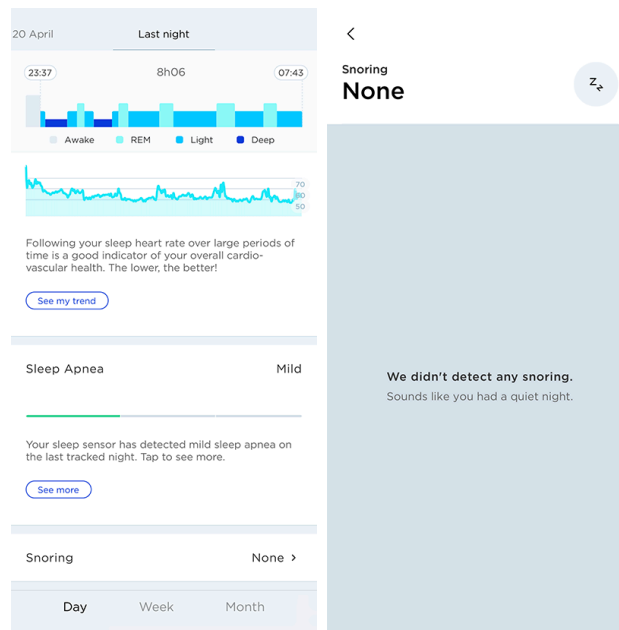 20 April
Last night
23:37
8h06
07:43
Awake
REM
Light
Deep
70
60
50
Following your sleep heart rate over large periods of
time is a good indicator of your overall cardio-
vascular health. The lower, the better!
See my trend
Sleep Apnea
Mild
Your sleep sensor has detected mild sleep apnea on
the last tracked night. Tap to see more.
See more
Snoring
None >
Day
Week
Month
Snoring
None
Z
z
We didn't detect any snoring.
Sounds like you had a quiet night.